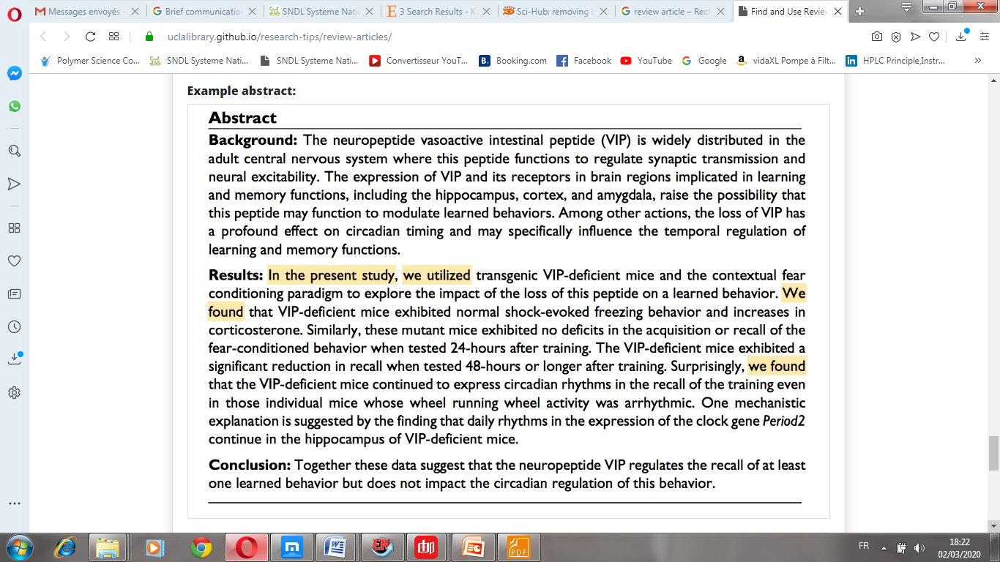 Messages envoyés -
Brief communication
SNDL Systeme Nati
3 Search Results - K
Sci-Hub: removing b
review article – Rech
Find and Use Review
uclalibrary.github.io/research-tips/review-articles/
Polymer Science Co...
SNDL Systeme Nati...
SNDL Systeme Nati...
Convertisseur YouT...
Booking.com
Facebook
YouTube
Google
vidaXL Pompe à Filt...
HPLC Principle,Instr...
»
Example abstract:
Abstract
Background: The neuropeptide vasoactive intestinal peptide (VIP) is widely distributed in the
adult central nervous system where this peptide functions to regulate synaptic transmission and
neural excitability. The expression of VIP and its receptors in brain regions implicated in learning
and memory functions, including the hippocampus, cortex, and amygdala, raise the possibility that
this peptide may function to modulate learned behaviors. Among other actions, the loss of VIP has
a profound effect on circadian timing and may specifically influence the temporal regulation of
learning and memory functions.
Results: In the present study, we utilized transgenic VIP-deficient mice and the contextual fear
conditioning paradigm to explore the impact of the loss of this peptide on a learned behavior. We
found that VIP-deficient mice exhibited normal shock-evoked freezing behavior and increases in
corticosterone. Similarly, these mutant mice exhibited no deficits in the acquisition or recall of the
fear-conditioned behavior when tested 24-hours after training. The VIP-deficient mice exhibited a
significant reduction in recall when tested 48-hours or longer after training. Surprisingly, we found
that the VIP-deficient mice continued to express circadian rhythms in the recall of the training even
in those individual mice whose wheel running wheel activity was arrhythmic. One mechanistic
explanation is suggested by the finding that daily rhythms in the expression of the clock gene Period2
continue in the hippocampus of VIP-deficient mice.
Conclusion: Together these data suggest that the neuropeptide VIP regulates the recall of at least
one learned behavior but does not impact the circadian regulation of this behavior.
FR
18:22
02/03/2020